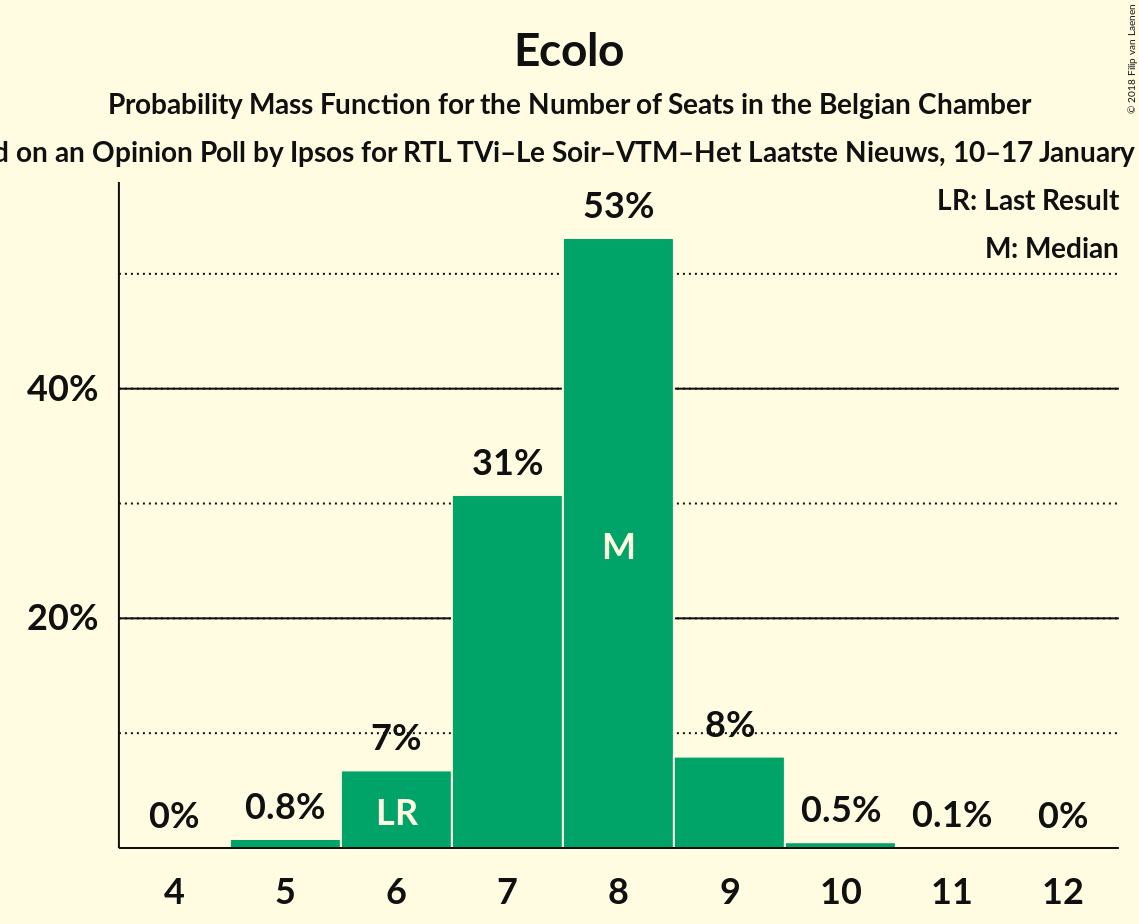 Ecolo
Probability Mass Function for the Number of Seats in the Belgian Chamber
on an Opinion Poll by Ipsos for RTL TVi–Le Soir–VTM–Het Laatste Nieuws, 10–17 January
© 2018 Filip van Laenen
LR: Last Result
M: Median
53%
40%
31%
M
20%
7%
8%
LR
0%
0.8%
0.5%
0.1%
0%
4 5 6 7 8 9 10 11 12